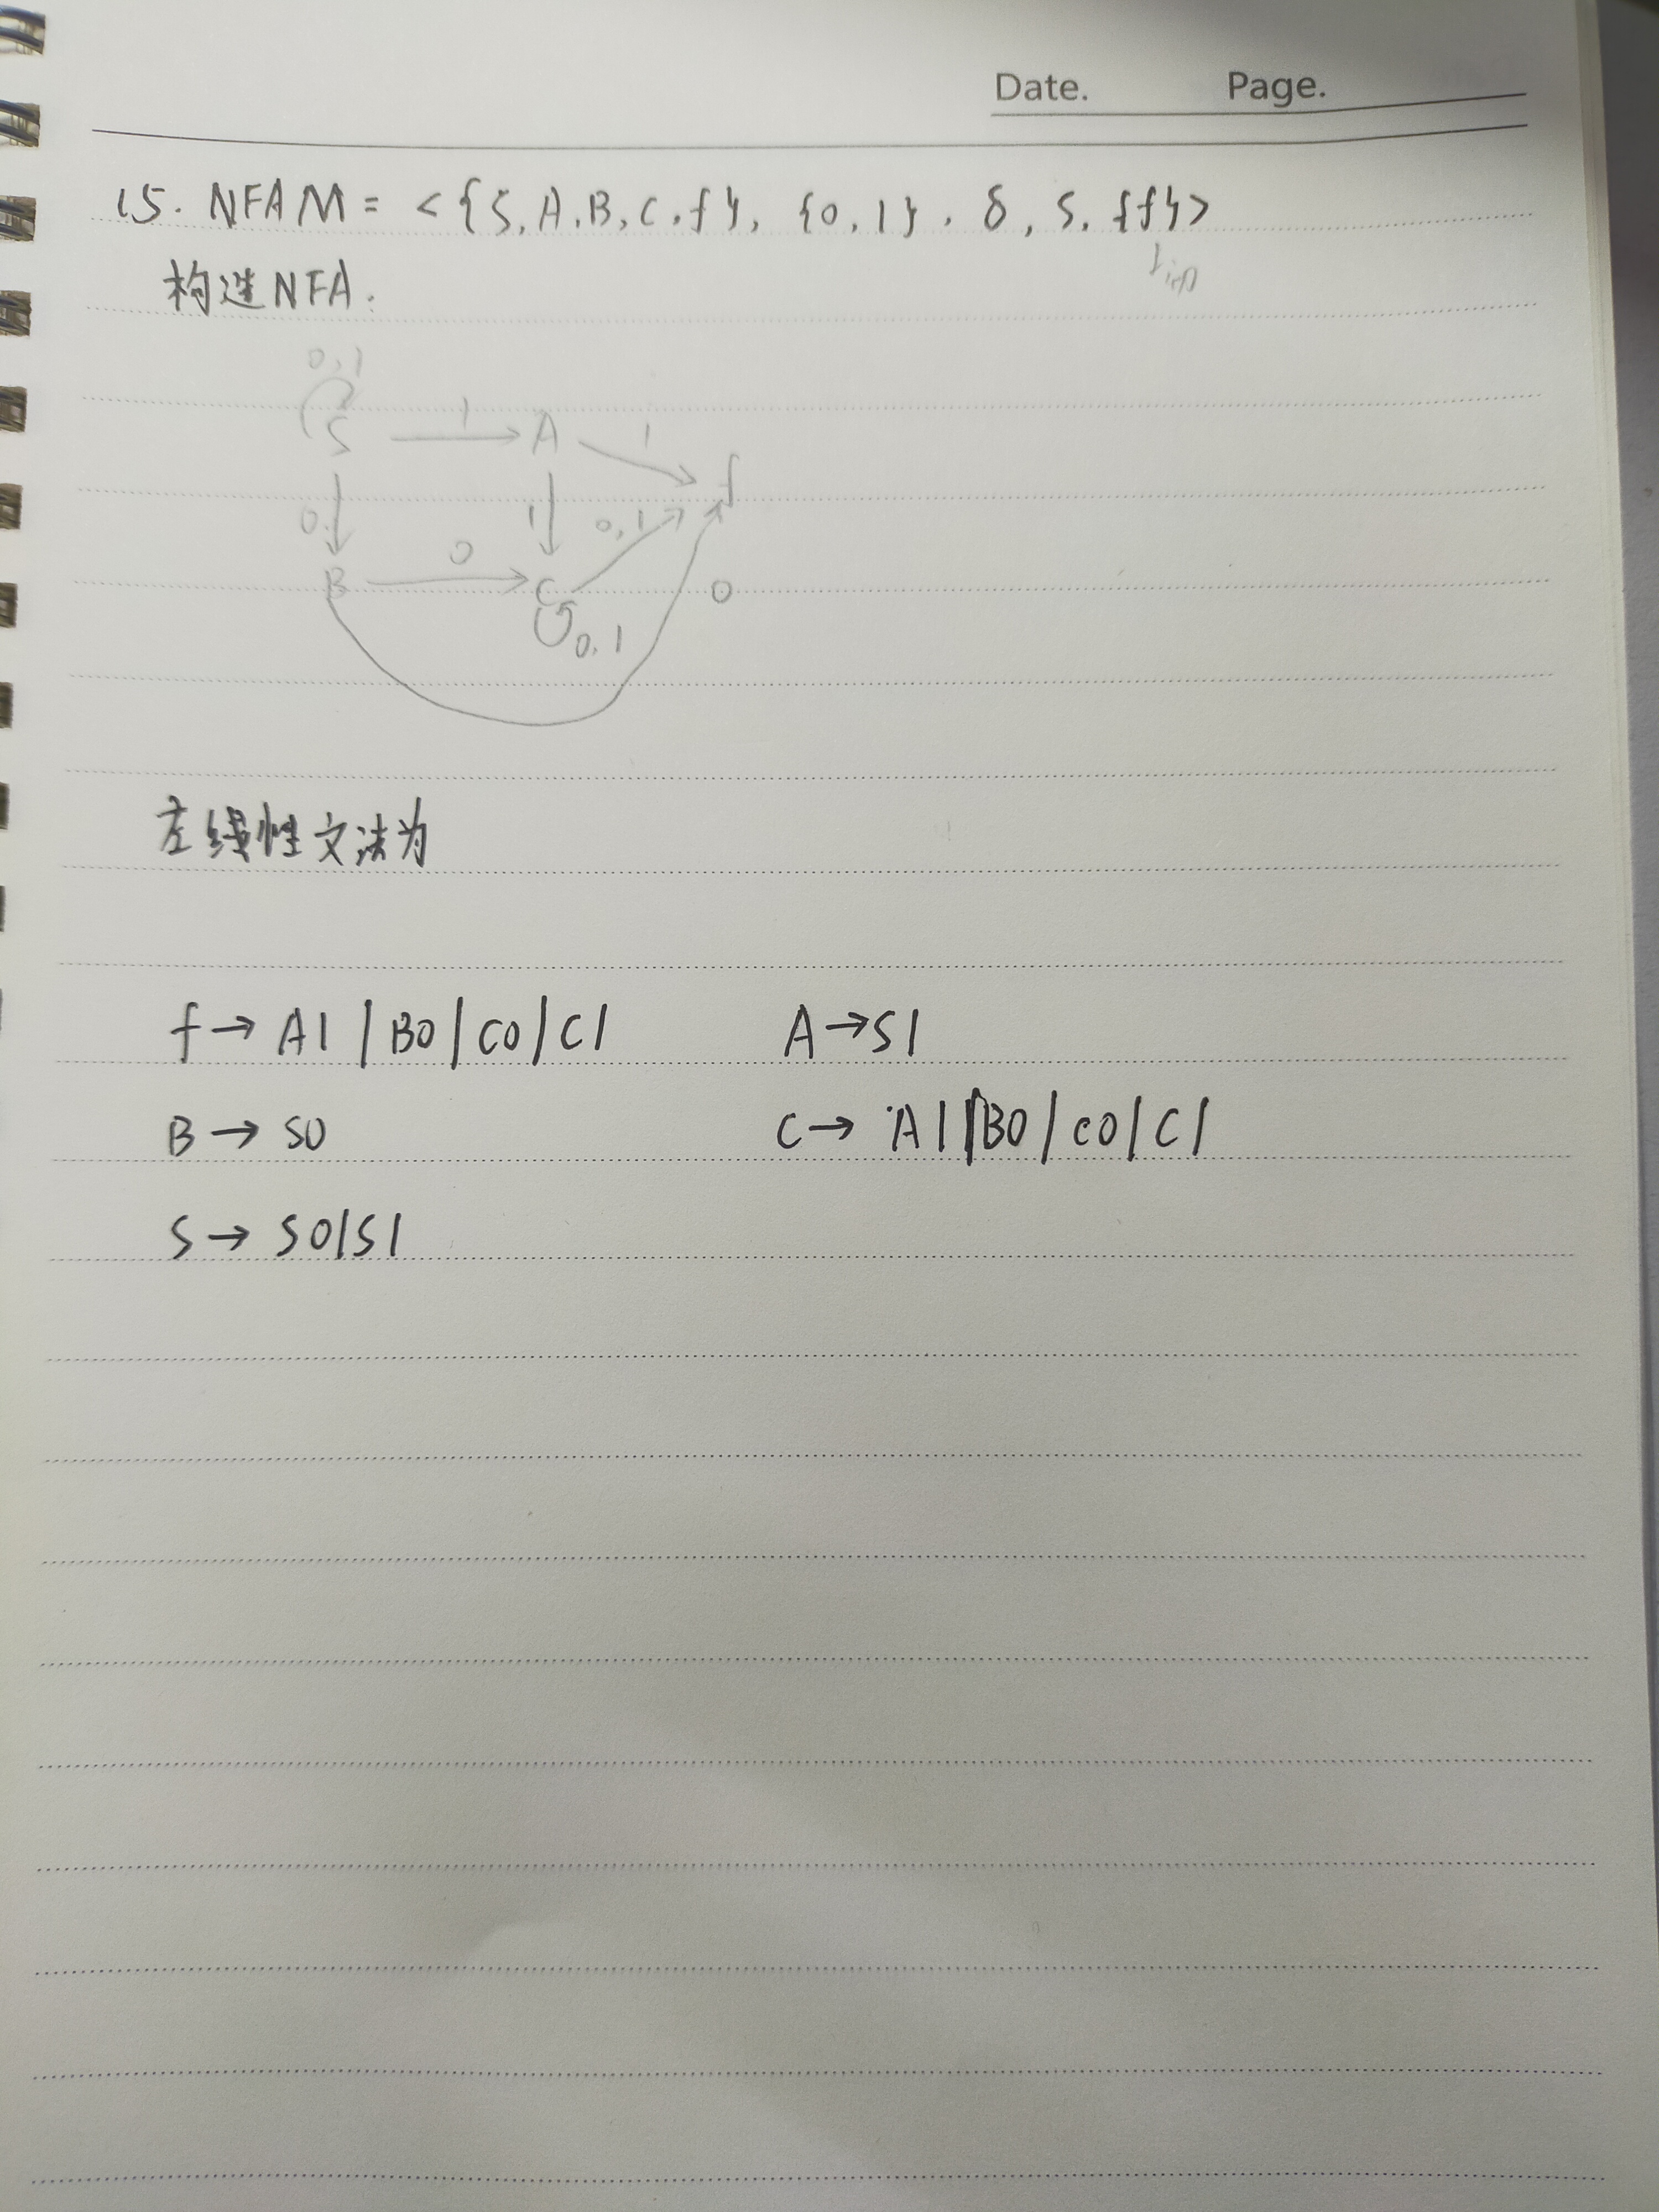 Date. Page.
15. NFA M = <{S, A, B, C, f}, {0, 1}, δ, S, {f}>
构造NFA:
0,1
S 1 A 1 f
0 1 0,1
B 0 C 0
0,1
左线性文法为
f → A1 | B0 | C0 | C1 A → S1
B → S0 C → A1 | B0 | C0 | C1
S → S0 | S1